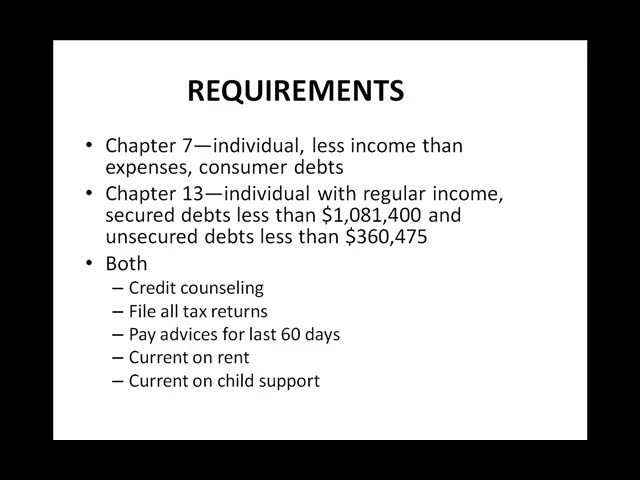 REQUIREMENTS
• Chapter 7—individual, less income than
expenses, consumer debts
• Chapter 13—individual with regular income,
secured debts less than $1,081,400 and
unsecured debts less than $360,475
• Both
– Credit counseling
– File all tax returns
– Pay advices for last 60 days
– Current on rent
– Current on child support